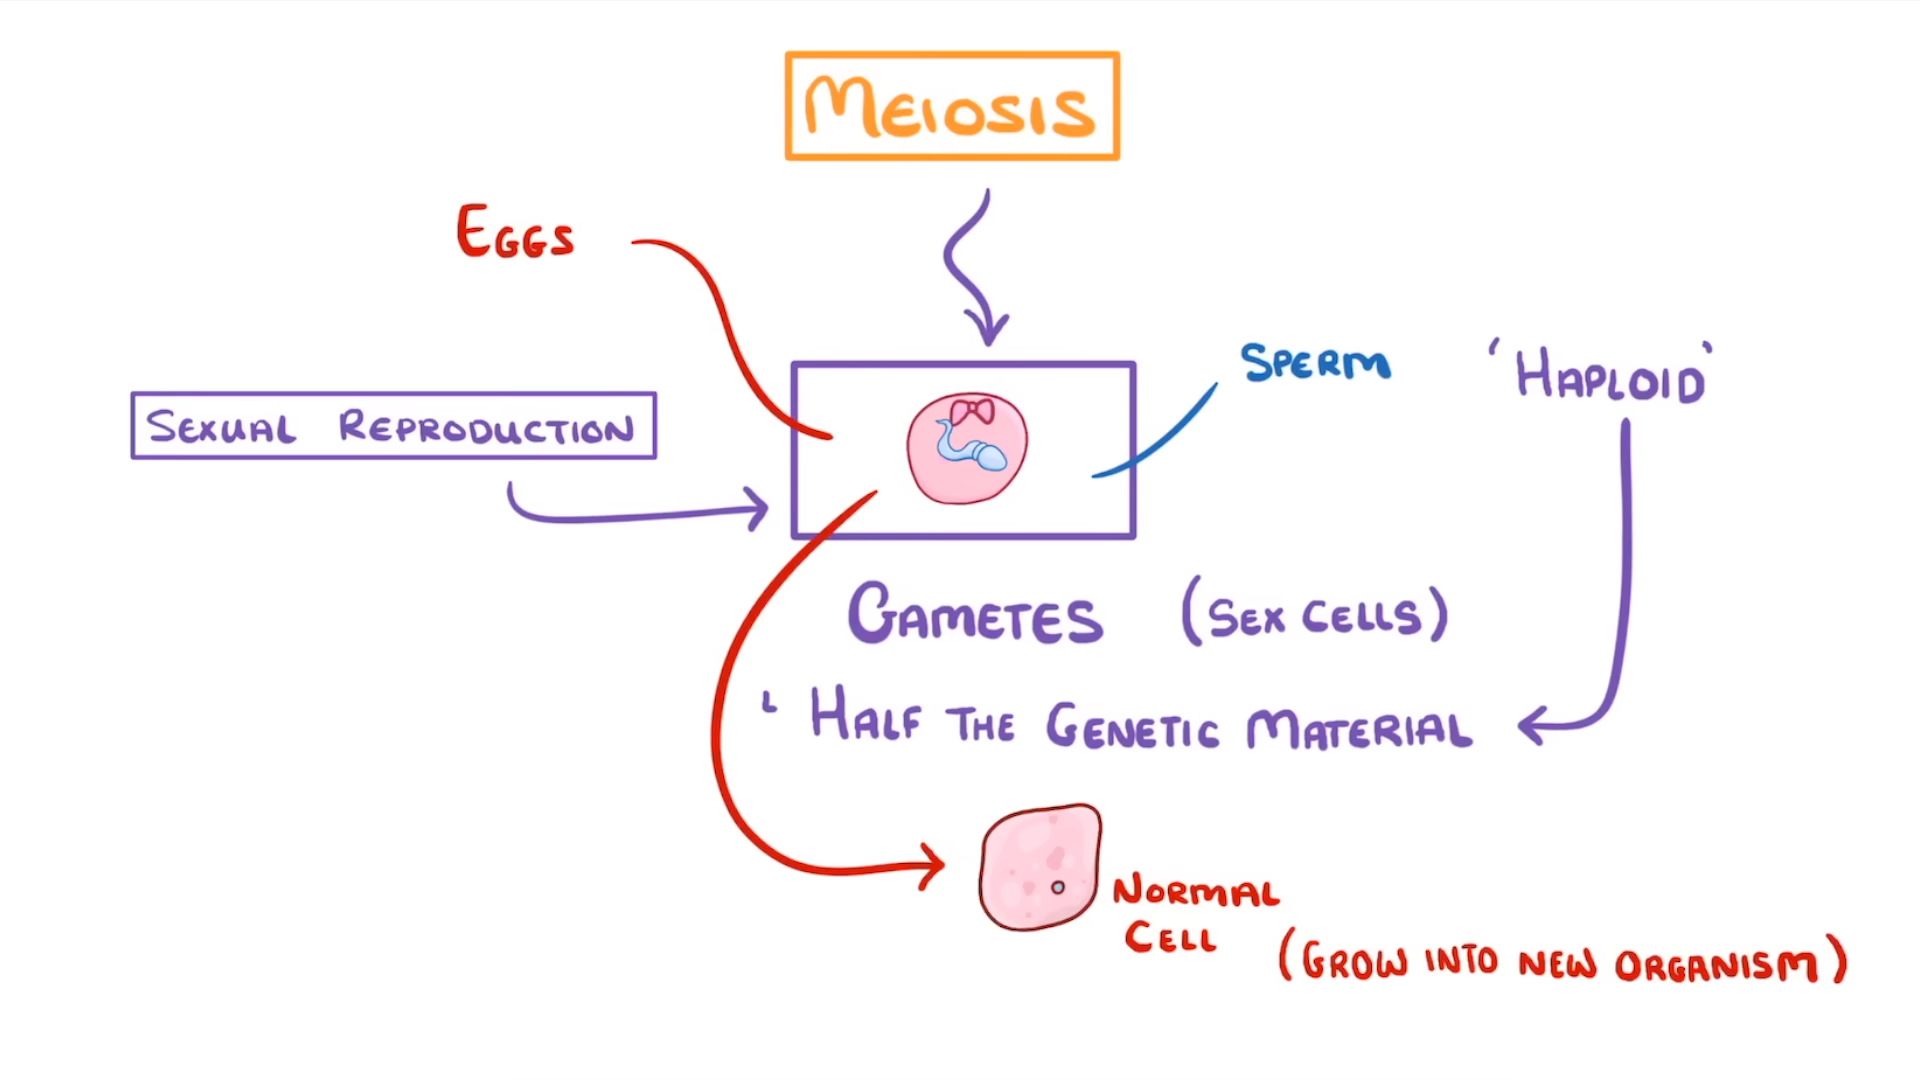 MEIOSIS
EGGS
SPERM
'HAPLOID'
SEXUAL REPRODUCTION
GAMETES (SEX CELLS)
HALF THE GENETIC MATERIAL
NORMAL
CELL
(GROW INTO NEW ORGANISM)